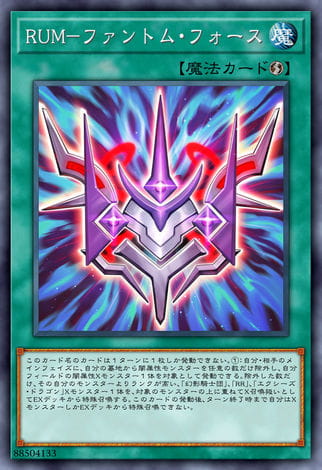 RUM－ファントム・フォース
魔
【魔法カード】
このカード名のカードは１ターンに１枚しか発動できない。①：自分・相手のメ
インフェイズに、自分の墓地から闇属性モンスターを任意の数だけ除外し、自分
フィールドの闇属性Ｘモンスター１体を対象として発動できる。除外した数だ
け、その自分のモンスターよりランクが高い、「幻影騎士団」、「RR」、「エクシーズ
・ドラゴン」Ｘモンスター１体を、対象のモンスターの上に重ねてＸ召喚扱いと
してEXデッキから特殊召喚する。このカードの発動後、ターン終了時まで自分はＸ
モンスターしかEXデッキから特殊召喚できない。
88504133